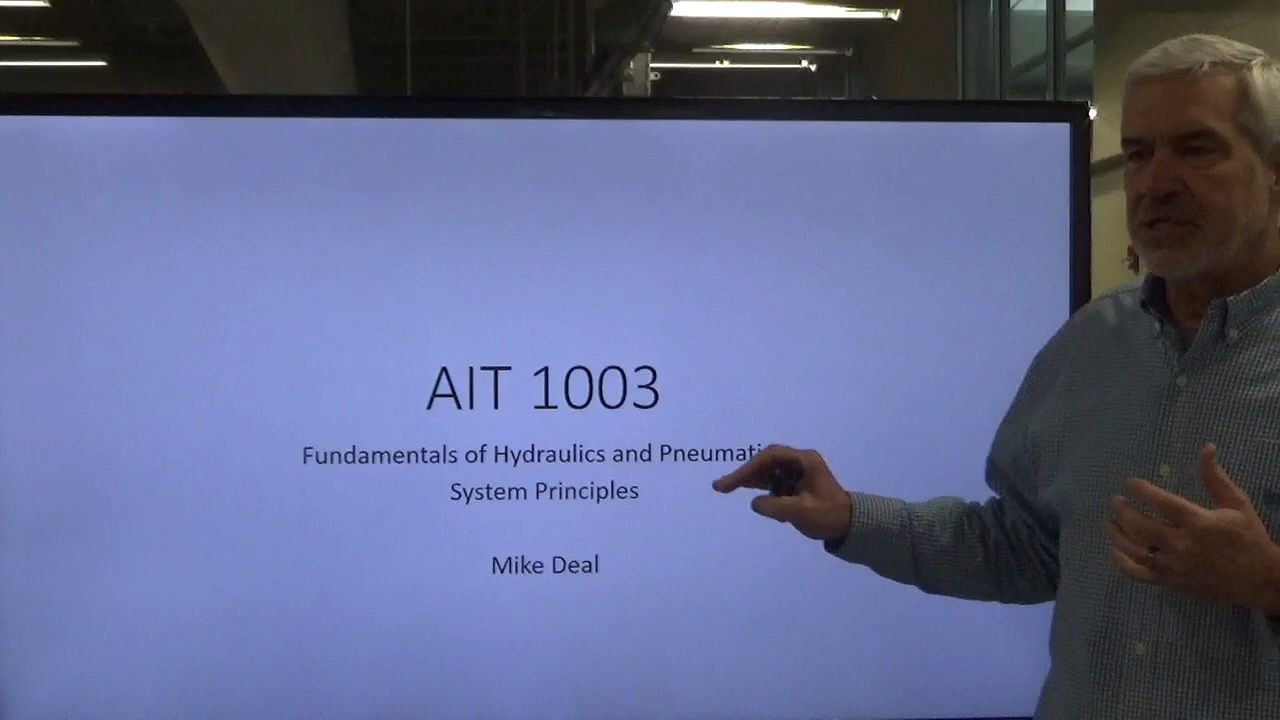 AIT 1003
Fundamentals of Hydraulics and
System Principles
Mike Deal